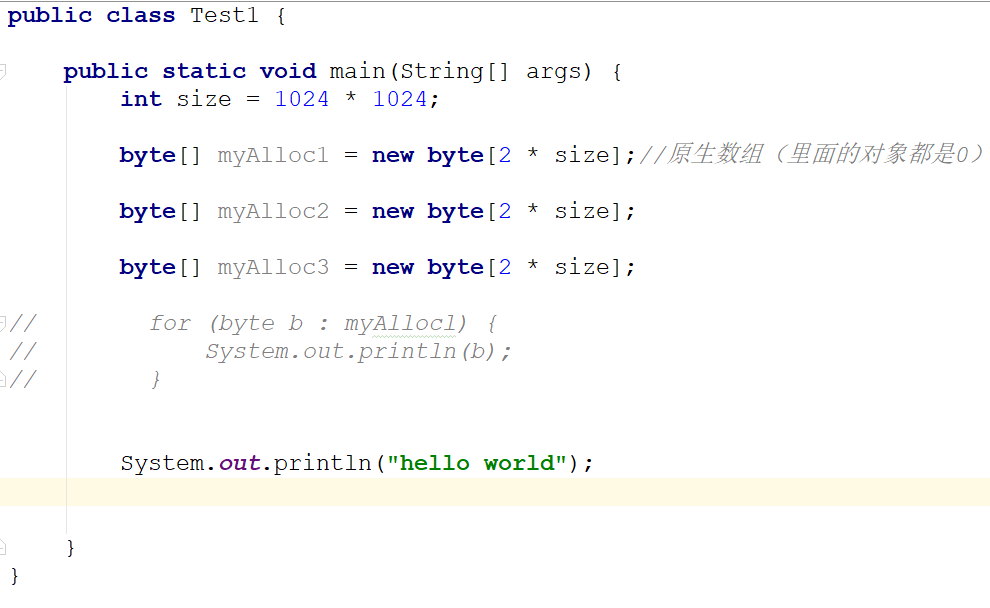 public class Test1 {
public static void main(String[] args) {
int size = 1024 * 1024;
byte[] myAlloc1 = new byte[2 * size];//原生数组（里面的对象都是0）
byte[] myAlloc2 = new byte[2 * size];
byte[] myAlloc3 = new byte[2 * size];
// for (byte b : myAllocl) {
// System.out.println(b);
// }
System.out.println("hello world");
}
}